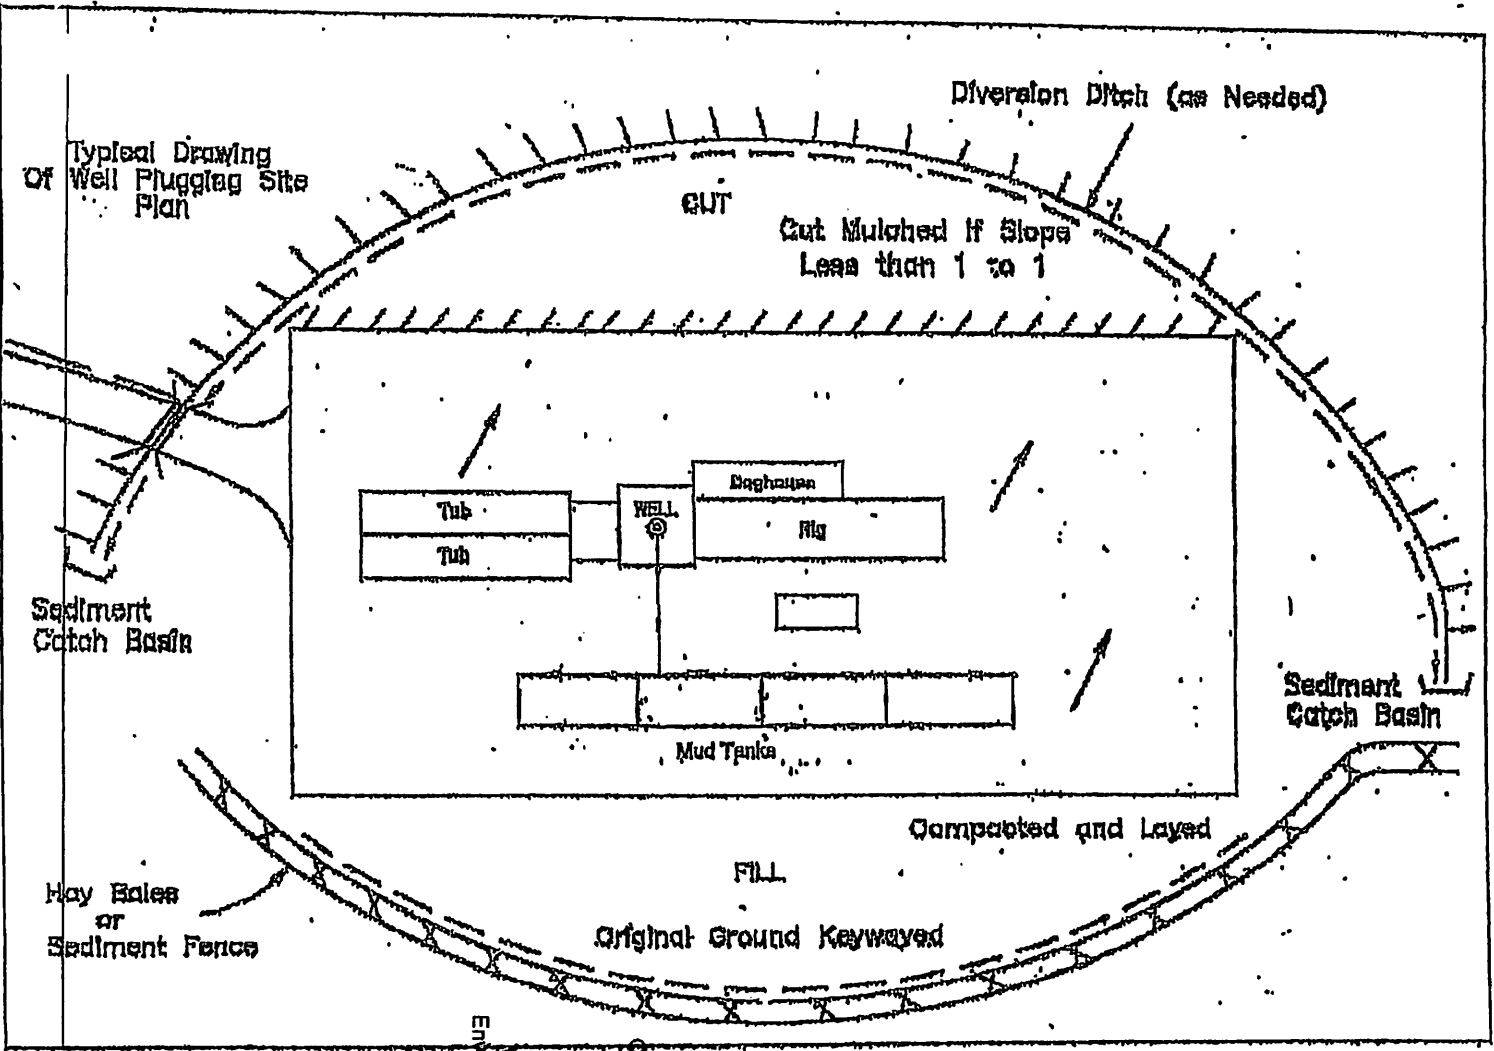 Diversion Ditch (as Needed)
Typical Drawing
Of Well Plugging Site
Plan
CUT
Cut Mulched if Slope
Less than 1 to 1
Doghouse
Tub
WELL
Rig
Tub
Sediment
Catch Basin
Sediment
Catch Basin
Mud Tanks
Compacted and Layed
FILL
Hay Bales
or
Sediment Fence
Original Ground Keywayed
Env